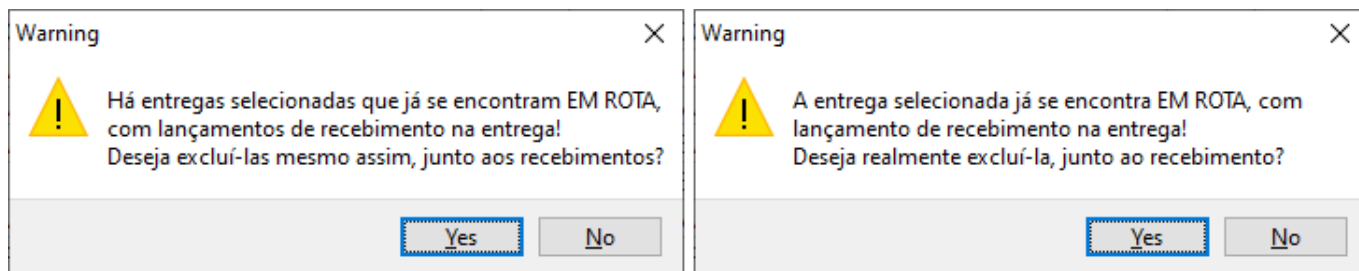 Warning
Há entregas selecionadas que já se encontram EM ROTA,
com lançamentos de recebimento na entrega!
Deseja excluí-las mesmo assim, junto aos recebimentos?
Yes
No
Warning
A entrega selecionada já se encontra EM ROTA, com
lançamento de recebimento na entrega!
Deseja realmente excluí-la, junto ao recebimento?
Yes
No